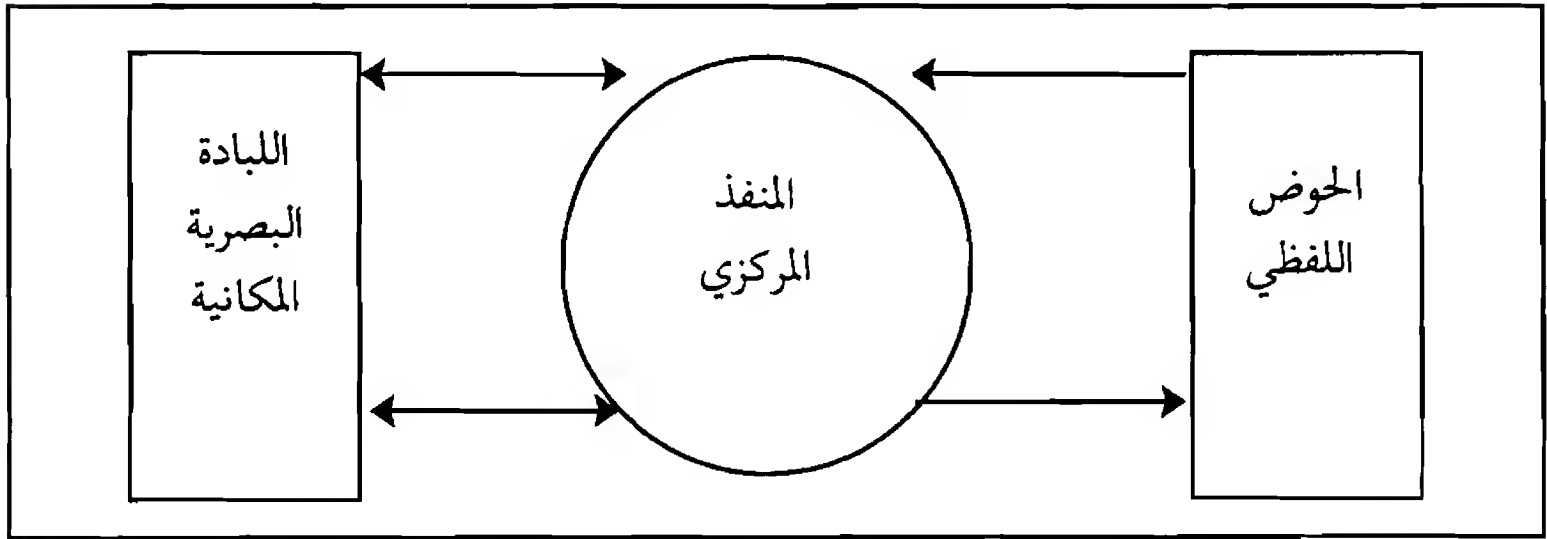 الحوض
اللفظي
المنفذ
المركزي
اللبادة
البصرية
المكانية